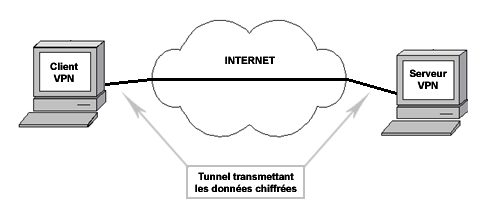 INTERNET
Client
VPN
Serveur
VPN
Tunnel transmettant
les données chiffrées